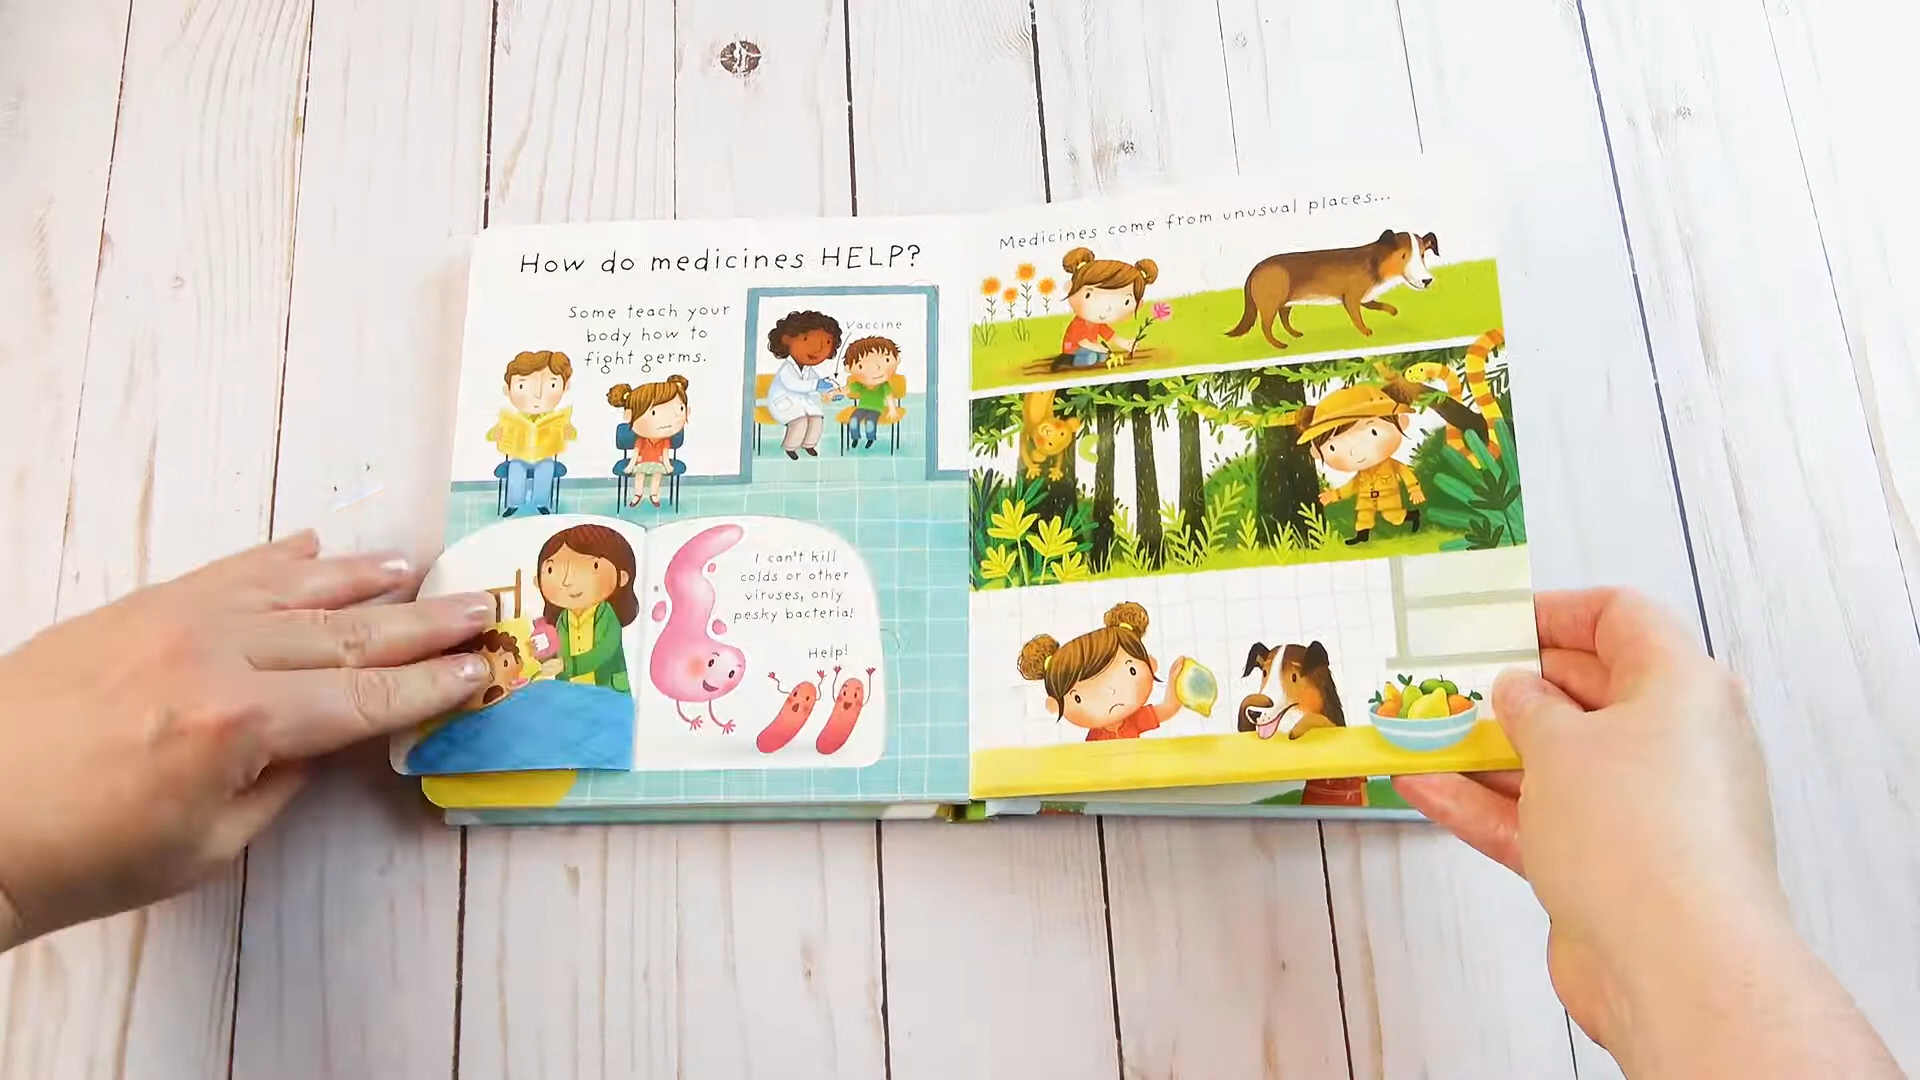 How do medicines HELP?
Some teach your
body how to
fight germs.
Vaccine
I can't kill
colds or other
viruses, only
pesky bacteria!
Help!
Medicines come from unusual places...